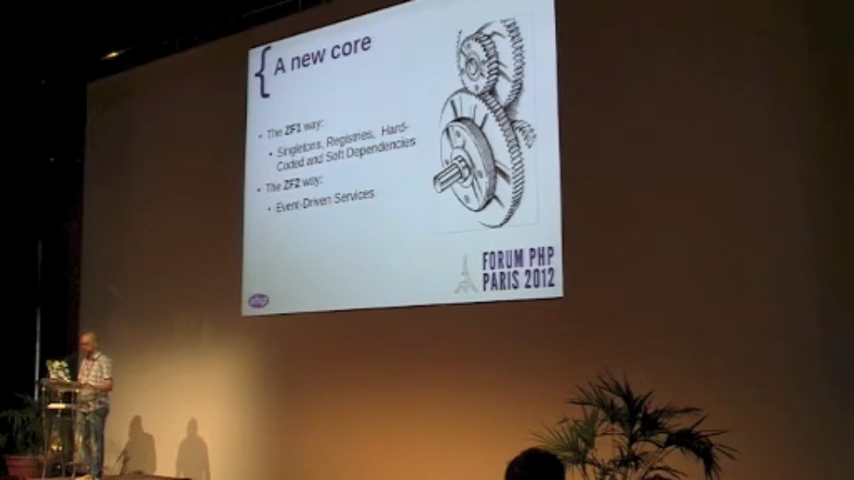 { A new core
• The ZF1 way:
• Singletons, Registries, Hard-
Coded and Soft Dependencies
• The ZF2 way:
• Event-Driven Services
FORUM PHP
PARIS 2012